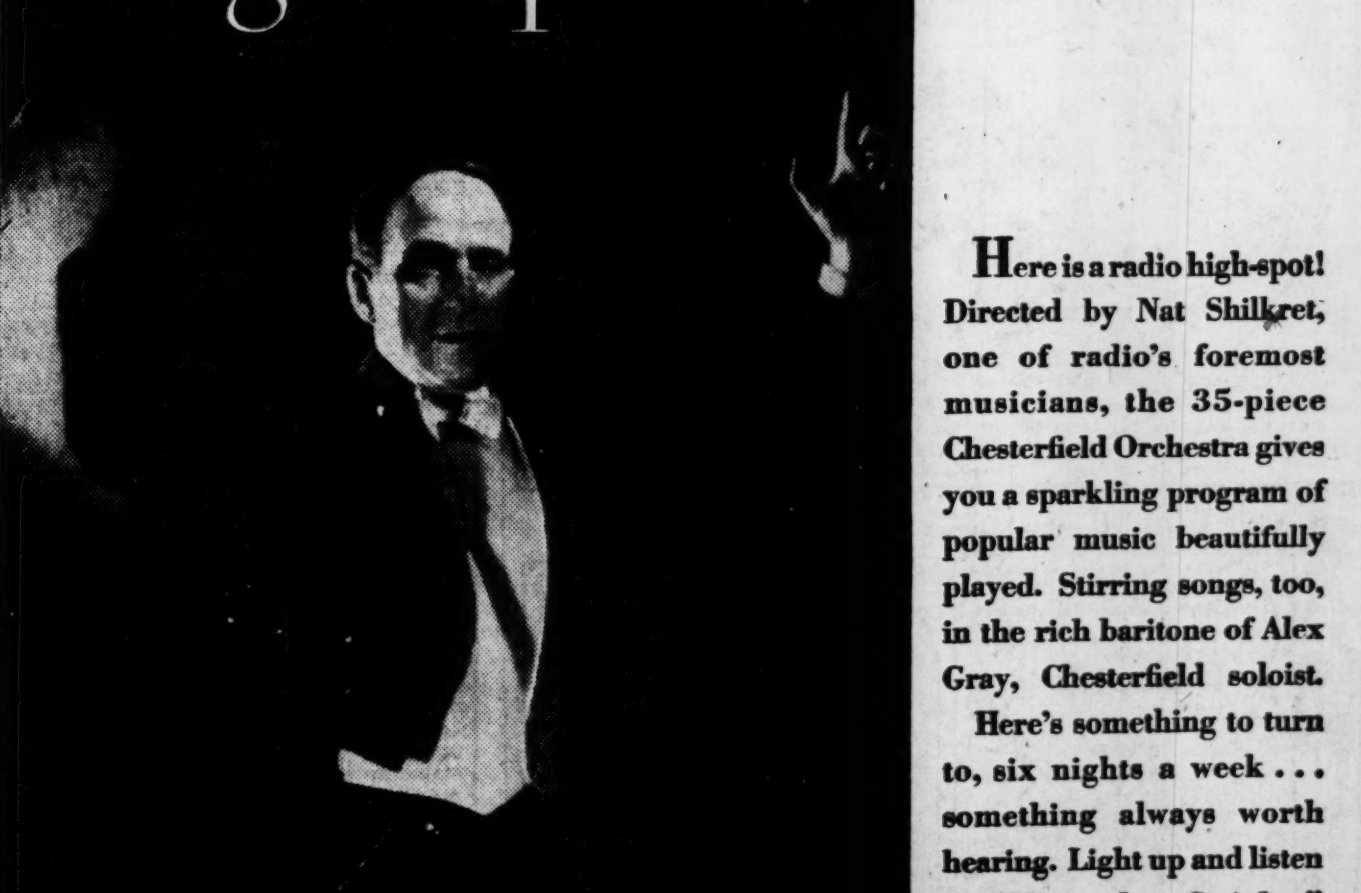 Here is a radio high-spot!
Directed by Nat Shilkret,
one of radio's foremost
musicians, the 35-piece
Chesterfield Orchestra gives
you a sparkling program of
popular music beautifully
played. Stirring songs, too,
in the rich baritone of Alex
Gray, Chesterfield soloist.
Here's something to turn
to, six nights a week...
something always worth
hearing. Light up and listen